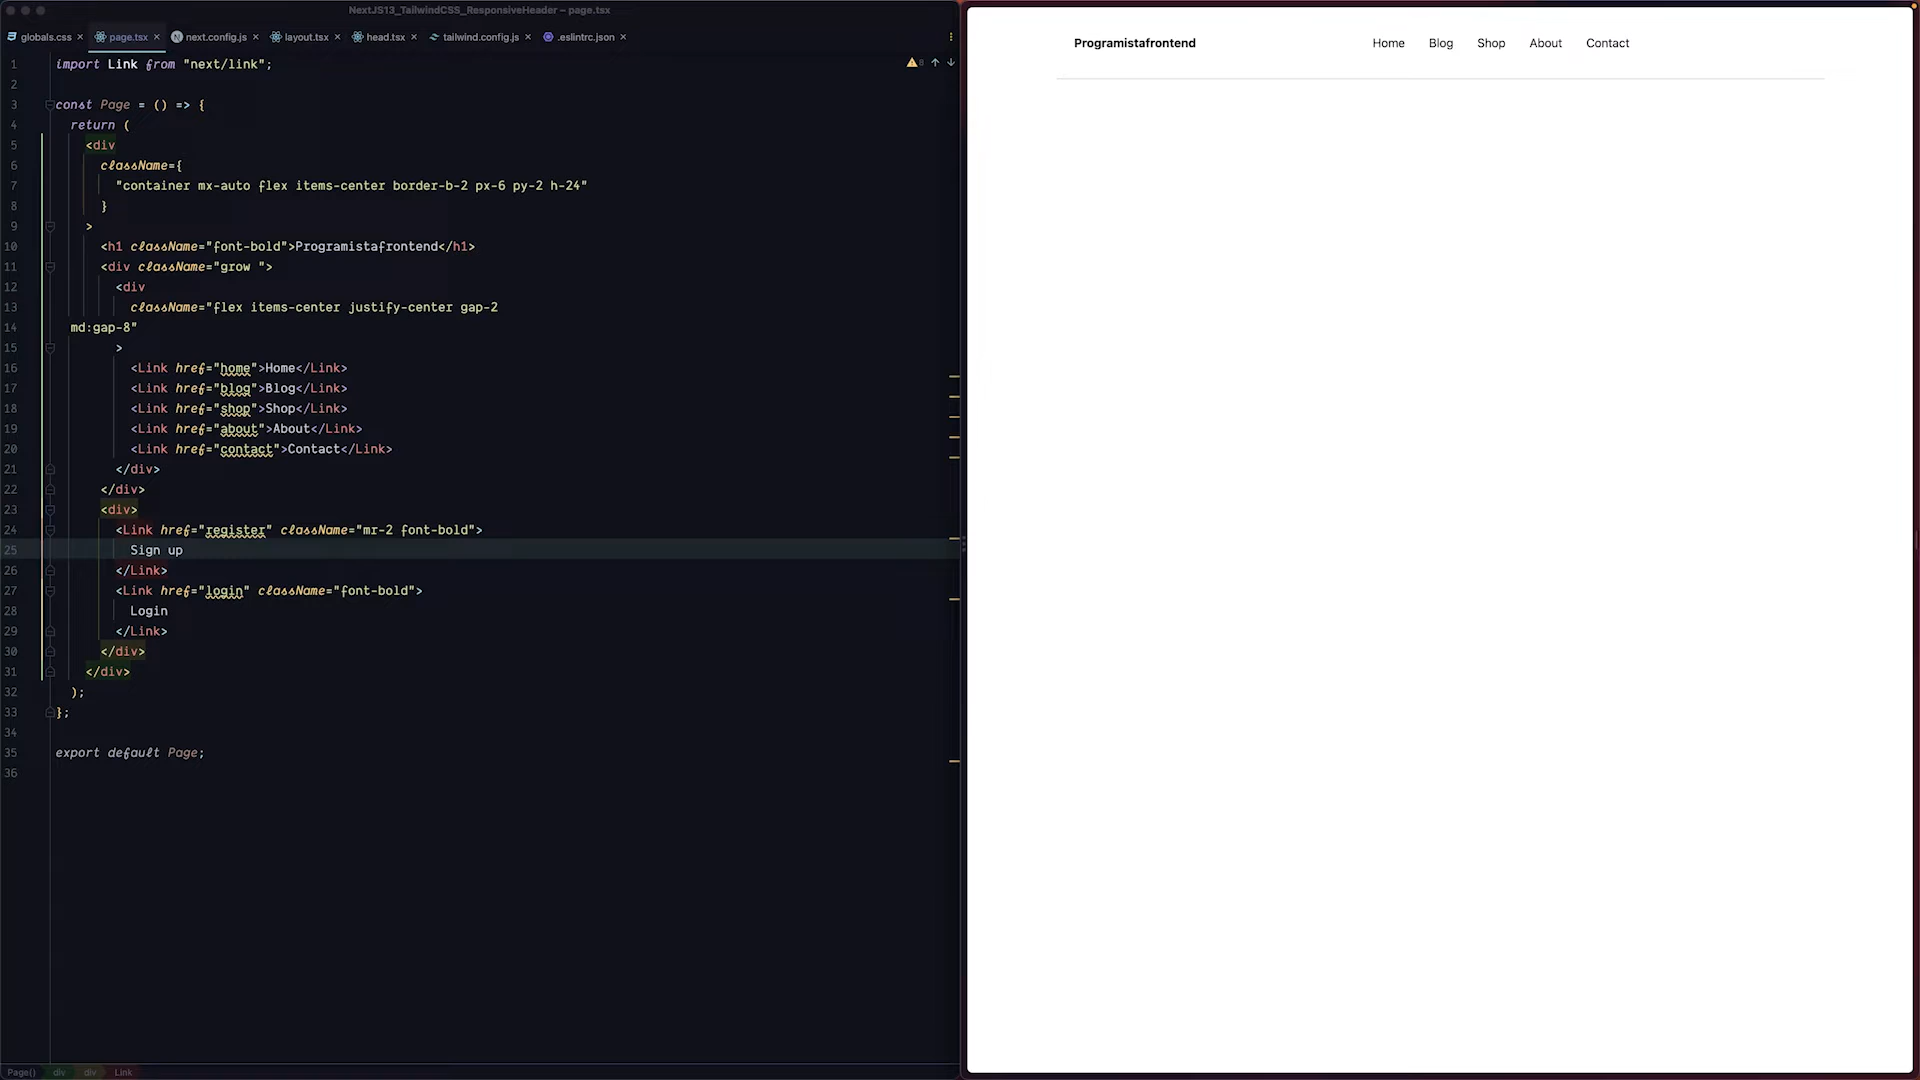 NextJS13_TailwindCSS_ResponsiveHeader – page.tsx
globals.css × page.tsx × next.config.js × layout.tsx × head.tsx × tailwind.config.js × .eslintrc.json ×
1 import Link from "next/link";
2
3 const Page = () => {
4 return (
5 <div
6 className={
7 "container mx-auto flex items-center border-b-2 px-6 py-2 h-24"
8 }
9 >
10 <h1 className="font-bold">Programistafrontend</h1>
11 <div className="grow ">
12 <div
13 className="flex items-center justify-center gap-2
14 md:gap-8"
15 >
16 <Link href="home">Home</Link>
17 <Link href="blog">Blog</Link>
18 <Link href="shop">Shop</Link>
19 <Link href="about">About</Link>
20 <Link href="contact">Contact</Link>
21 </div>
22 </div>
23 <div>
24 <Link href="register" className="mr-2 font-bold">
25 Sign up
26 </Link>
27 <Link href="login" className="font-bold">
28 Login
29 </Link>
30 </div>
31 </div>
32 );
33 };
34
35 export default Page;
36
Page() div div Link
Programistafrontend Home Blog Shop About Contact